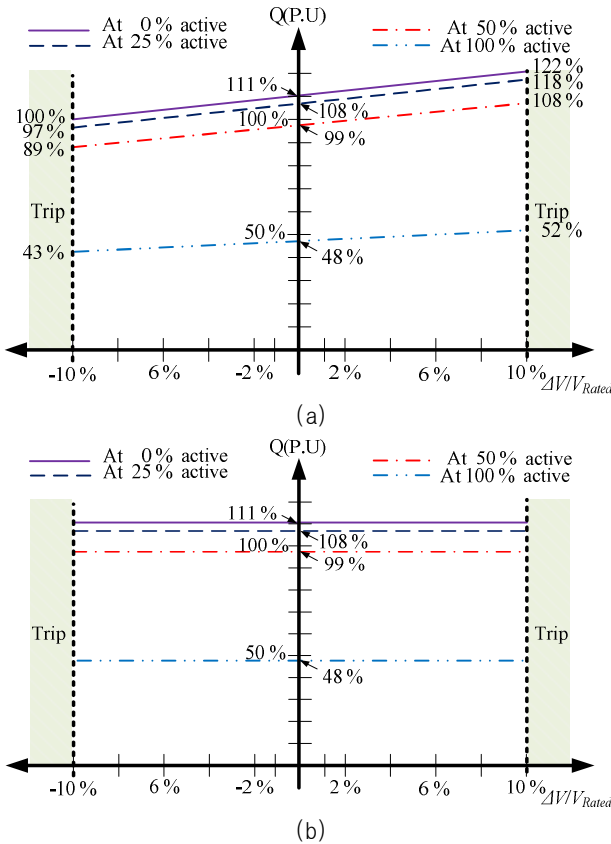 Q(P.U)
At 0% active
At 25% active
At 50% active
At 100% active
122%
118%
108%
111%
100%
97%
89%
100%
108%
99%
Trip
Trip
52%
50%
43%
48%
-10% 6% -2% 2% 6% 10% ΔV/VRated
(a)
Q(P.U)
At 0% active
At 25% active
At 50% active
At 100% active
111%
108%
100%
99%
Trip
Trip
50%
48%
-10% 6% -2% 2% 6% 10% ΔV/VRated
(b)